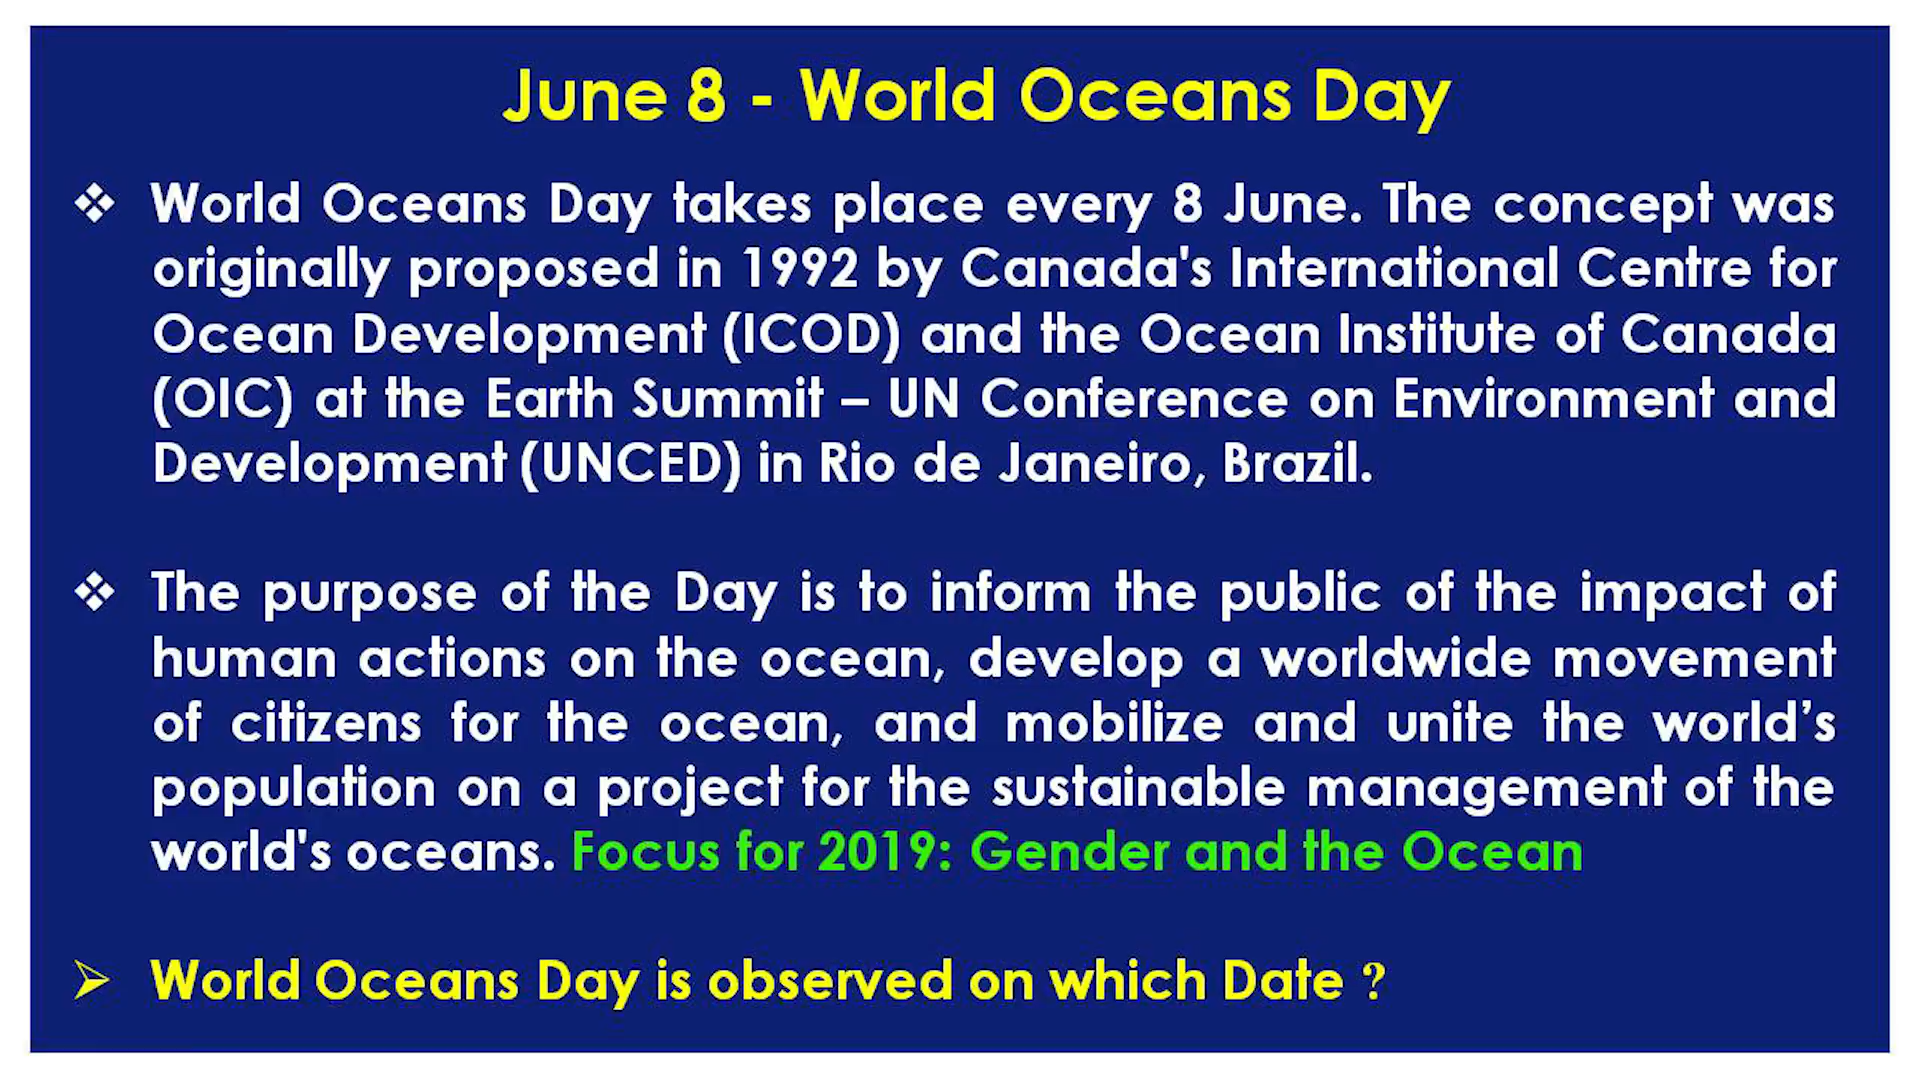 June 8 - World Oceans Day
❖ World Oceans Day takes place every 8 June. The concept was
originally proposed in 1992 by Canada's International Centre for
Ocean Development (ICOD) and the Ocean Institute of Canada
(OIC) at the Earth Summit – UN Conference on Environment and
Development (UNCED) in Rio de Janeiro, Brazil.
❖ The purpose of the Day is to inform the public of the impact of
human actions on the ocean, develop a worldwide movement
of citizens for the ocean, and mobilize and unite the world’s
population on a project for the sustainable management of the
world's oceans. Focus for 2019: Gender and the Ocean
➢ World Oceans Day is observed on which Date ?